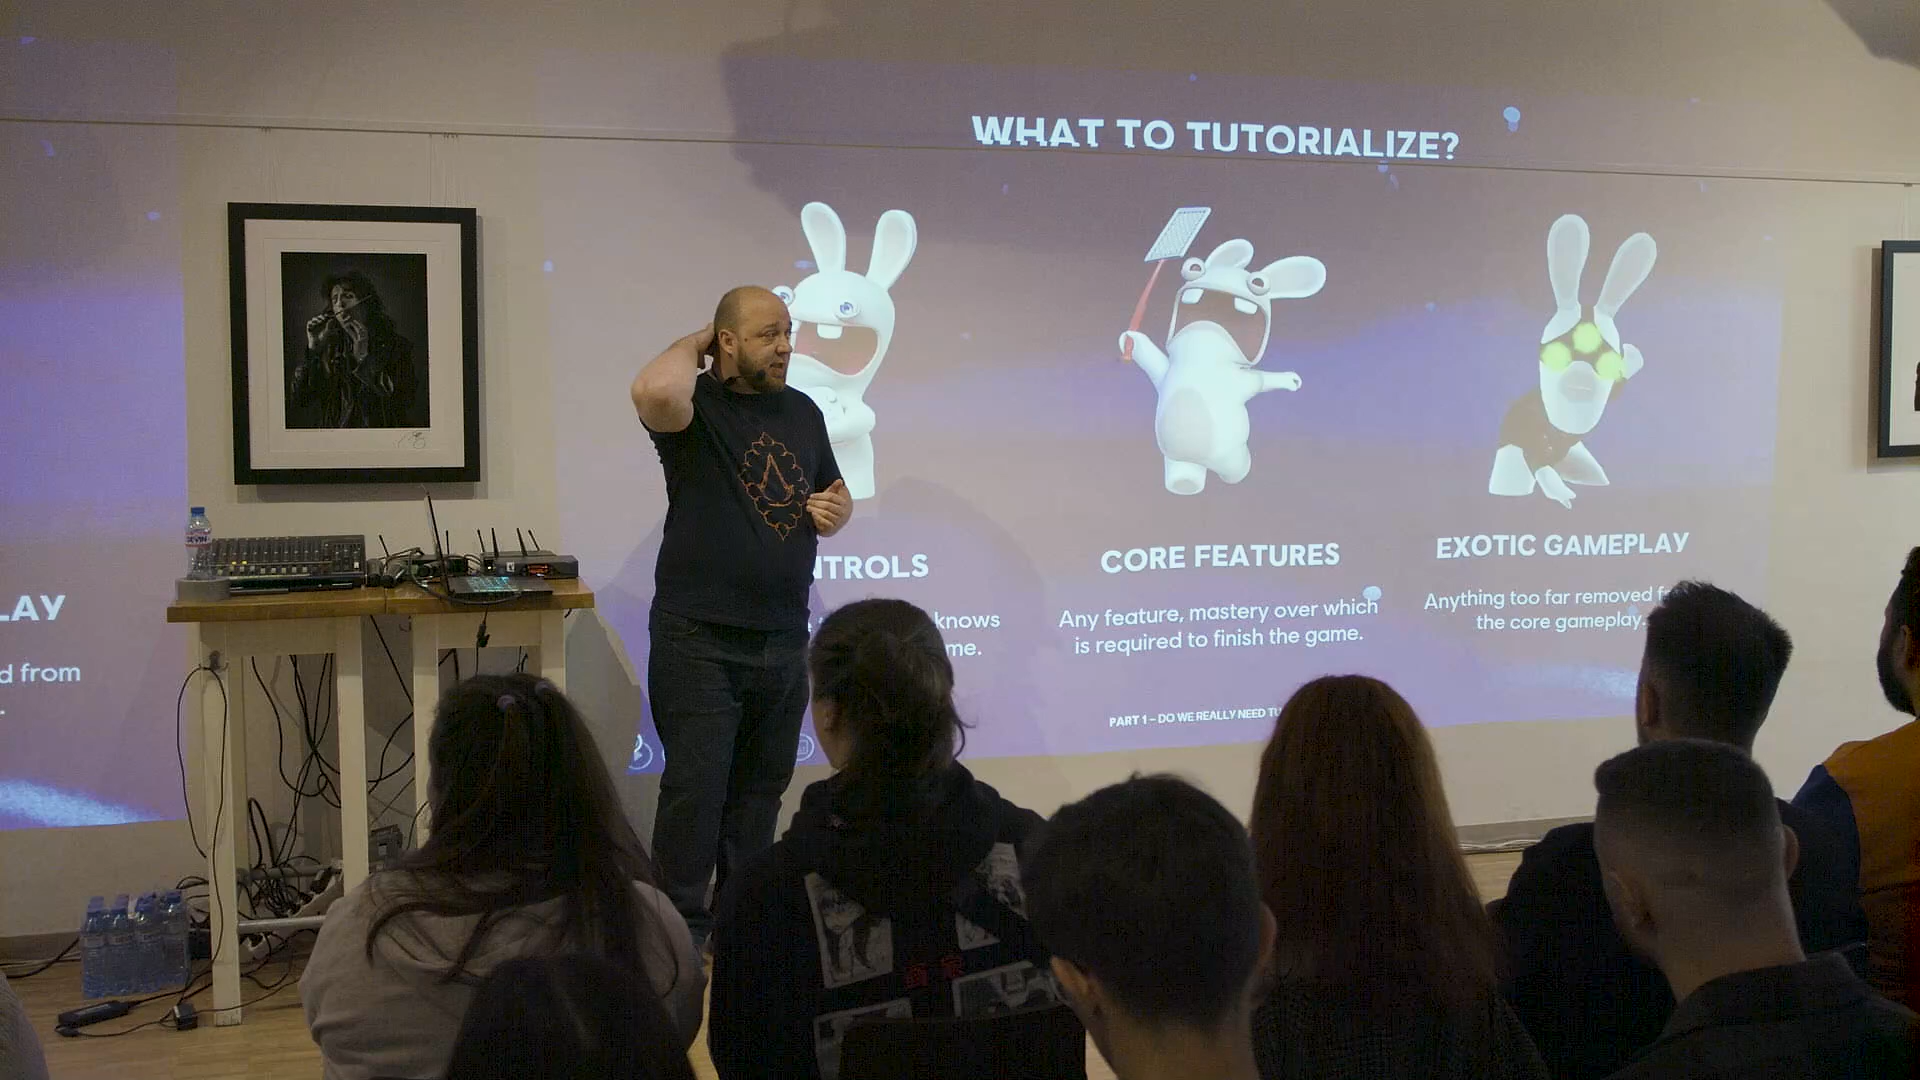 WHAT TO TUTORIALIZE?
NTROLS
knows
me.
CORE FEATURES
Any feature, mastery over which
is required to finish the game.
EXOTIC GAMEPLAY
Anything too far removed
the core gameplay.
PART 1 – DO WE REALLY NEED
LAY
d from
DEVIN